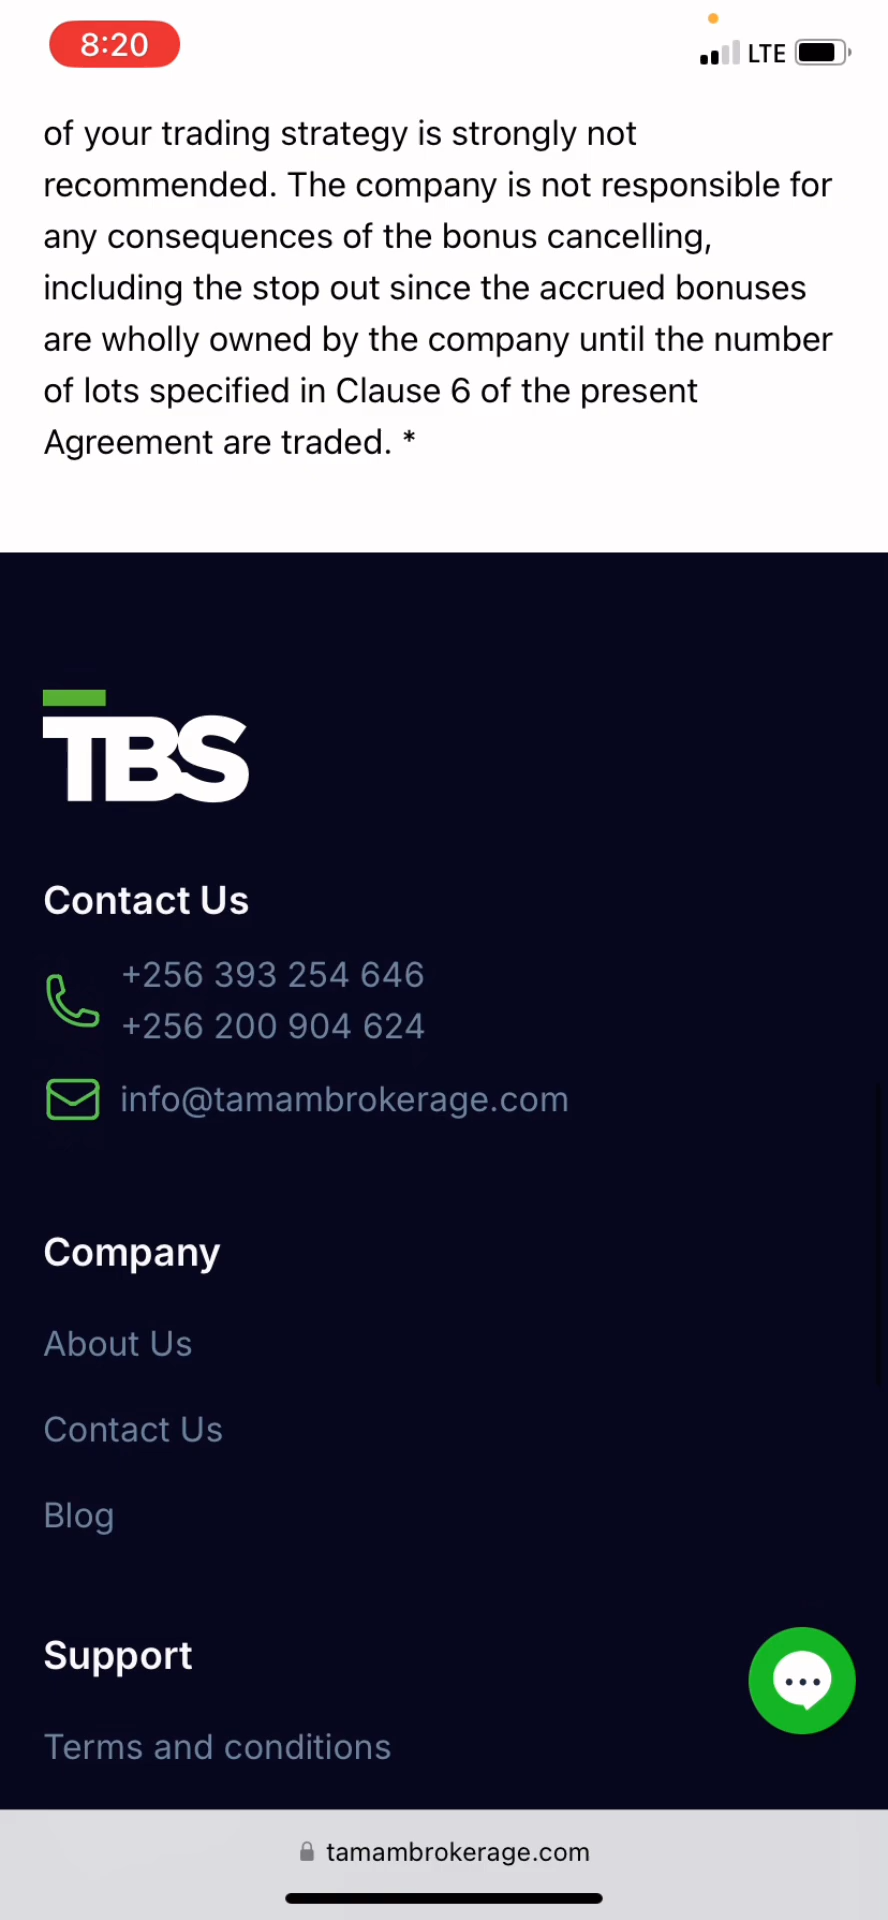 8:20
LTE
of your trading strategy is strongly not
recommended. The company is not responsible for
any consequences of the bonus cancelling,
including the stop out since the accrued bonuses
are wholly owned by the company until the number
of lots specified in Clause 6 of the present
Agreement are traded. *
TBS
Contact Us
+256 393 254 646
+256 200 904 624
info@tamambrokerage.com
Company
About Us
Contact Us
Blog
Support
Terms and conditions
tamambrokerage.com